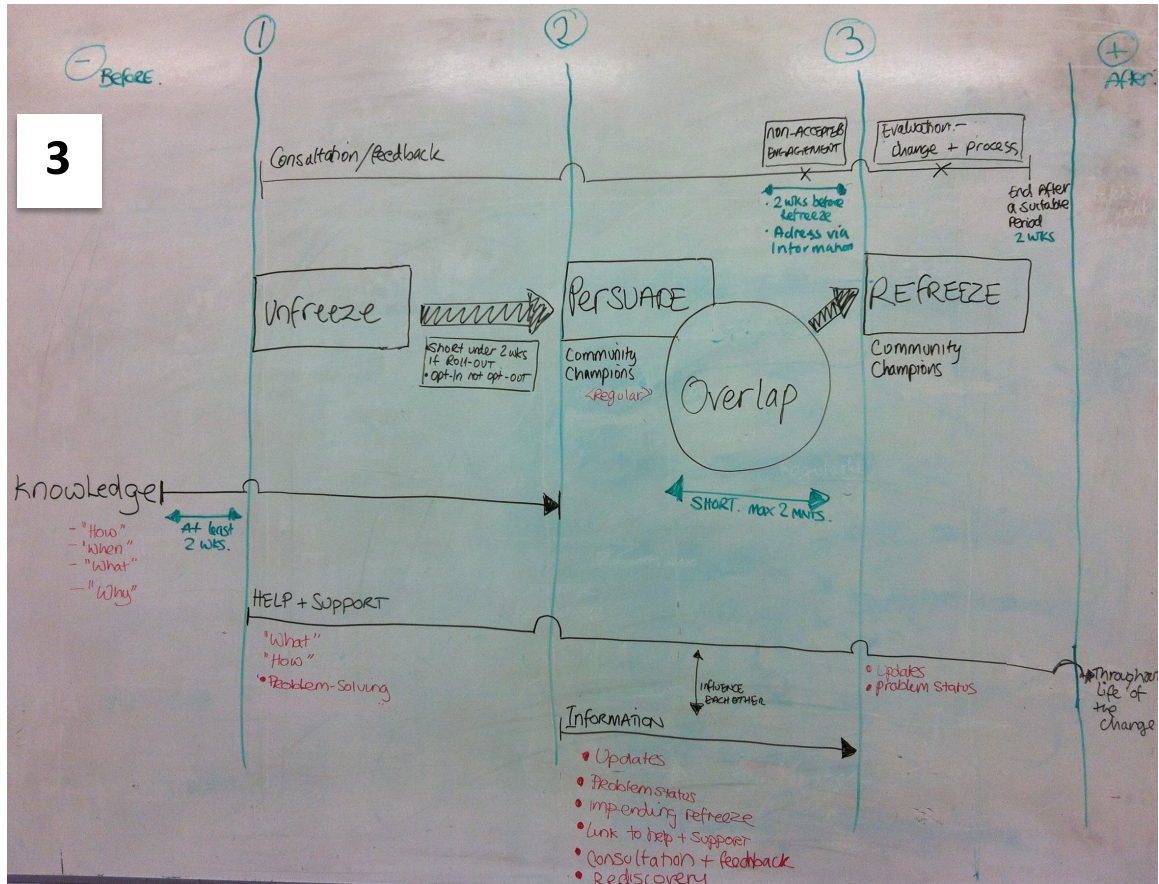 1
2
3
−
Before.
+
After.
3
Consultation/feedback
NON-ACCEPTED
ENGAGEMENT
Evaluation-
change + process
x
x
• 2 wks before
Refreeze
• Adress via
Information
End After
a Suitable
Period
2 WKS
Unfreeze
PERSUADE
REFREEZE
• Short under 2 wks
if ROLL-OUT
• Opt-In not opt-out
Community
Champions
<Regular>
Overlap
Community
Champions
SHORT. Max 2 MNTS.
Knowledge
At least
2 wks.
- "How"
- "When"
- "What"
- "Why"
HELP + SUPPORT
"What"
"How"
• Problem-Solving
INFLUENCE
EACH OTHER
• Updates
• Problem Status
Throughout
Life of
the
change
INFORMATION
• Updates
• Problem status
• Impending Refreeze
• Link to help + support
• Consultation + feedback
• Rediscovery